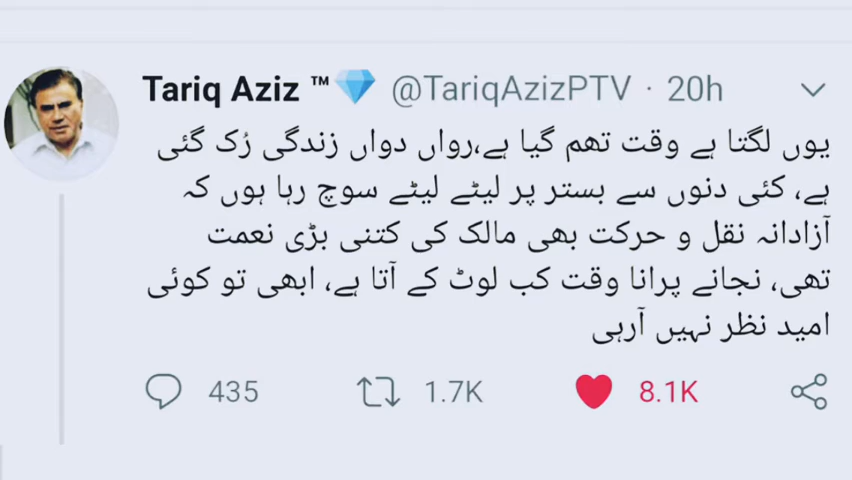 Tariq Aziz ™💎 @TariqAzizPTV · 20h
یوں لگتا ہے وقت تھم گیا ہے،رواں دواں زندگی رُک گئی
ہے، کئی دنوں سے بستر پر لیٹے لیٹے سوچ رہا ہوں کہ
آزادانہ نقل و حرکت بھی مالک کی کتنی بڑی نعمت
تھی، نجانے پرانا وقت کب لوٹ کے آتا ہے، ابھی تو کوئی
امید نظر نہیں آرہی
435 1.7K 8.1K